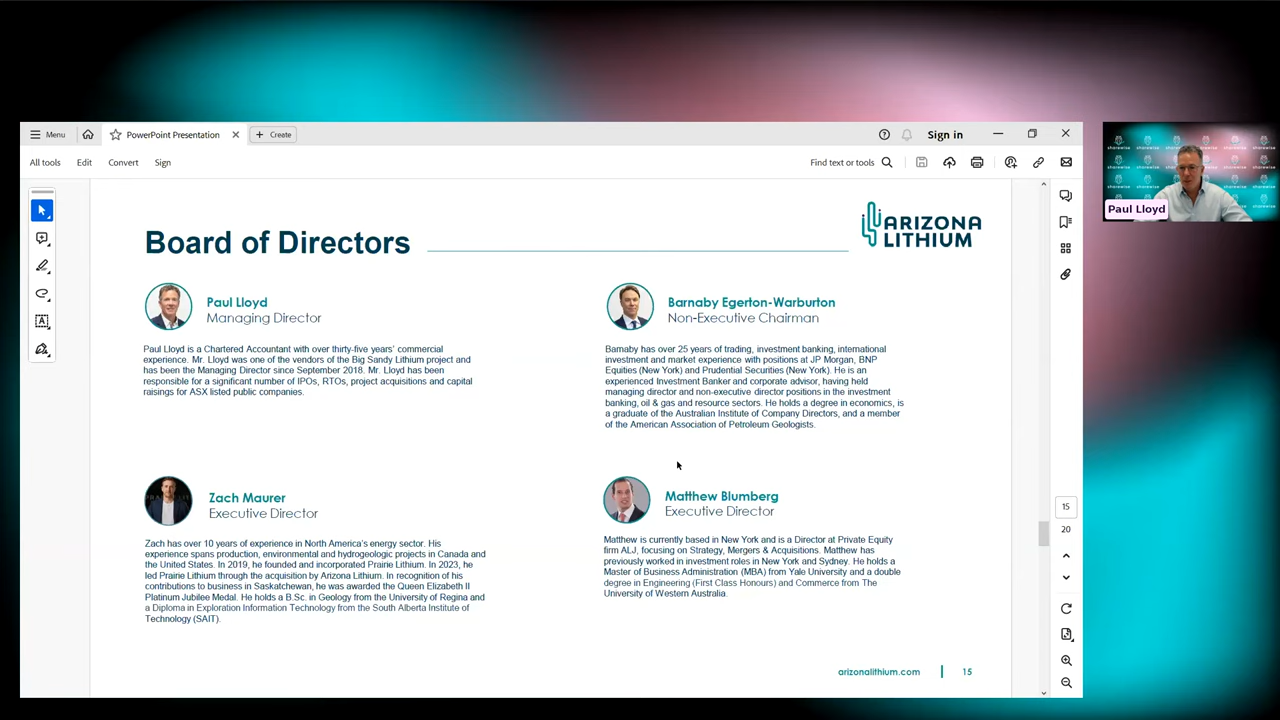 Menu
PowerPoint Presentation
Create
Sign in
All tools
Edit
Convert
Sign
Find text or tools
Board of Directors
ARIZONA
LITHIUM
Paul Lloyd
Managing Director
Paul Lloyd is a Chartered Accountant with over thirty-five years' commercial
experience. Mr. Lloyd was one of the vendors of the Big Sandy Lithium project and
has been the Managing Director since September 2018. Mr. Lloyd has been
responsible for a significant number of IPOs, RTOs, project acquisitions and capital
raisings for ASX listed public companies.
Barnaby Egerton-Warburton
Non-Executive Chairman
Barnaby has over 25 years of trading, investment banking, international
investment and market experience with positions at JP Morgan, BNP
Equities (New York) and Prudential Securities (New York). He is an
experienced Investment Banker and corporate advisor, having held
managing director and non-executive director positions in the investment
banking, oil & gas and resource sectors. He holds a degree in economics, is
a graduate of the Australian Institute of Company Directors, and a member
of the American Association of Petroleum Geologists.
Zach Maurer
Executive Director
Zach has over 10 years of experience in North America's energy sector. His
experience spans production, environmental and hydrogeologic projects in Canada and
the United States. In 2019, he founded and incorporated Prairie Lithium. In 2023, he
led Prairie Lithium through the acquisition by Arizona Lithium. In recognition of his
contributions to business in Saskatchewan, he was awarded the Queen Elizabeth II
Platinum Jubilee Medal. He holds a B.Sc. in Geology from the University of Regina and
a Diploma in Exploration Information Technology from the South Alberta Institute of
Technology (SAIT).
Matthew Blumberg
Executive Director
Matthew is currently based in New York and is a Director at Private Equity
firm ALJ, focusing on Strategy, Mergers & Acquisitions. Matthew has
previously worked in investment roles in New York and Sydney. He holds a
Master of Business Administration (MBA) from Yale University and a double
degree in Engineering (First Class Honours) and Commerce from The
University of Western Australia.
arizonalithium.com
15
15
20
Paul Lloyd
sharewise